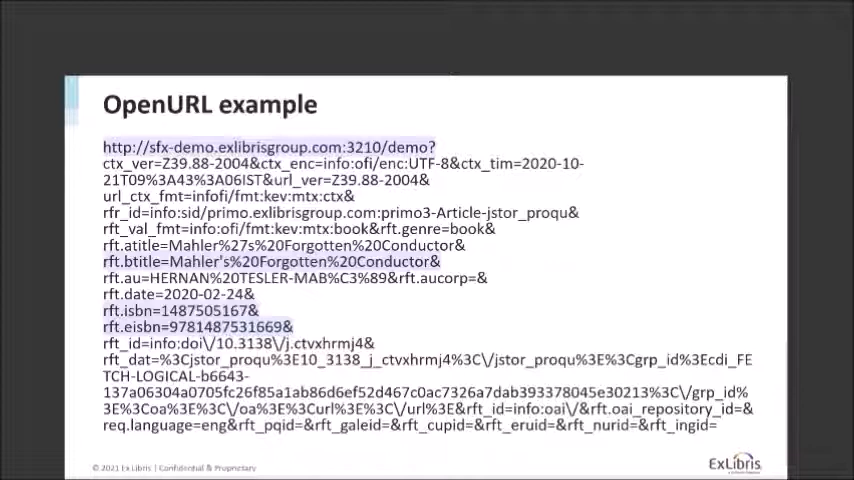 OpenURL example
http://sfx-demo.exlibrisgroup.com:3210/demo?
ctx_ver=Z39.88-2004&ctx_enc=info:ofi/enc:UTF-8&ctx_tim=2020-10-
21T09%3A43%3A06IST&url_ver=Z39.88-2004&
url_ctx_fmt=infofi/fmt:kev:mtx:ctx&
rfr_id=info:sid/primo.exlibrisgroup.com:primo3-Article-jstor_proqu&
rft_val_fmt=info:ofi/fmt:kev:mtx:book&rft.genre=book&
rft.atitle=Mahler%27s%20Forgotten%20Conductor&
rft.btitle=Mahler's%20Forgotten%20Conductor&
rft.au=HERNAN%20TESLER-MAB%C3%89&rft.aucorp=&
rft.date=2020-02-24&
rft.isbn=1487505167&
rft.eisbn=9781487531669&
rft_id=info:doi\/10.3138\/j.ctvxhrmj4&
rft_dat=%3Cjstor_proqu%3E10_3138_j_ctvxhrmj4%3C\/jstor_proqu%3E%3Cgrp_id%3Ecdi_FE
TCH-LOGICAL-b6643-
137a06304a0705fc26f85a1ab86d6ef52d467c0ac7326a7dab393378045e30213%3C\/grp_id%
3E%3Coa%3E%3C\/oa%3E%3Curl%3E%3C\/url%3E&rft_id=info:oai\/&rft.oai_repository_id=&
req.language=eng&rft_pqid=&rft_galeid=&rft_cupid=&rft_eruid=&rft_nurid=&rft_ingid=
© 2021 Ex Libris | Confidential & Proprietary
ExLibris